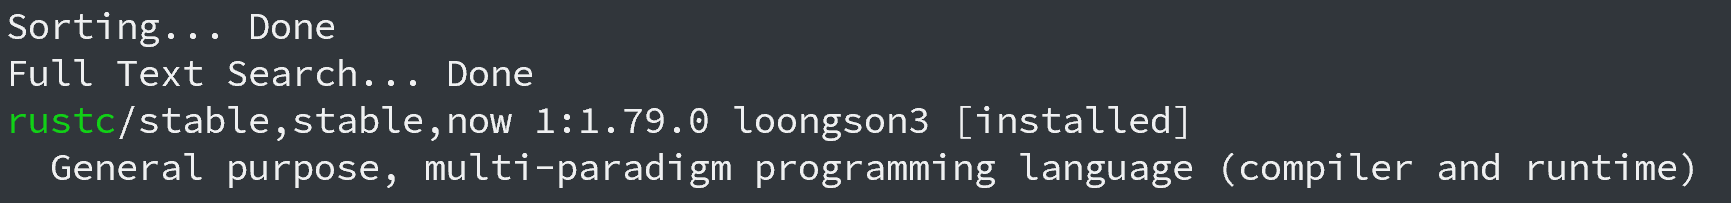 Sorting... Done
Full Text Search... Done
rustc/stable,stable,now 1:1.79.0 loongson3 [installed]
  General purpose, multi-paradigm programming language (compiler and runtime)